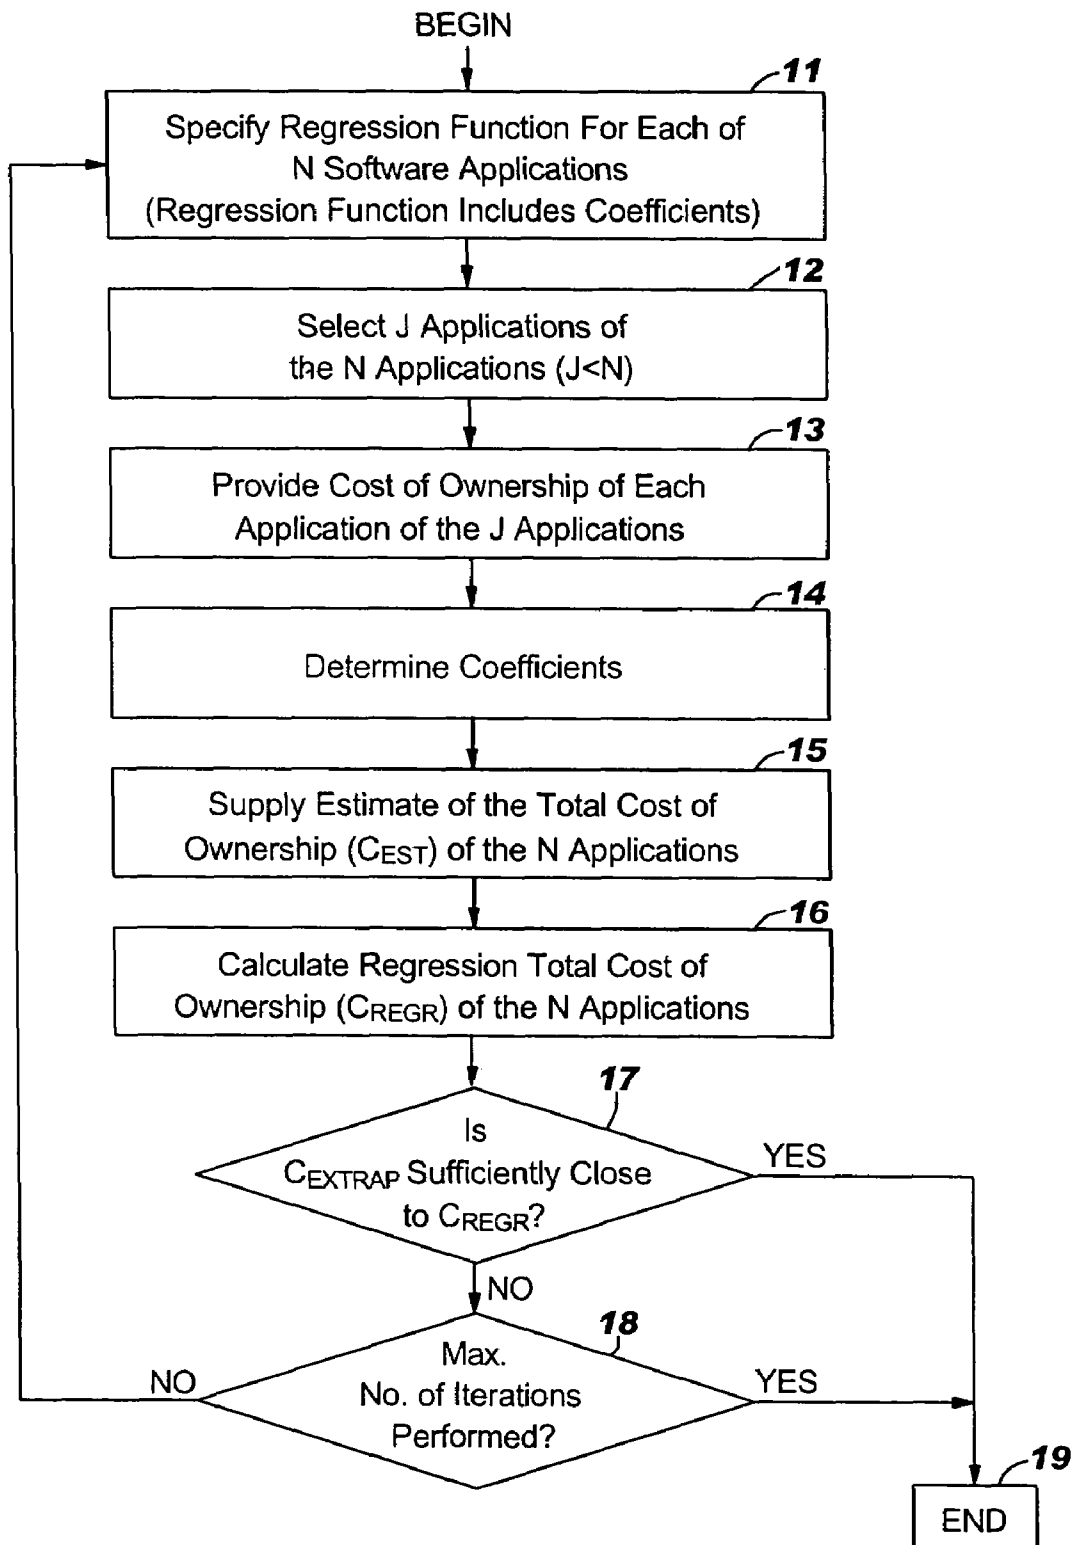 BEGIN
11
Specify Regression Function For Each of
N Software Applications
(Regression Function Includes Coefficients)
12
Select J Applications of
the N Applications (J<N)
13
Provide Cost of Ownership of Each
Application of the J Applications
14
Determine Coefficients
15
Supply Estimate of the Total Cost of
Ownership (CEST) of the N Applications
16
Calculate Regression Total Cost of
Ownership (CREGR) of the N Applications
17
Is
CEXTRAP Sufficiently Close
to CREGR?
YES
NO
18
Max.
No. of Iterations
Performed?
NO
YES
19
END